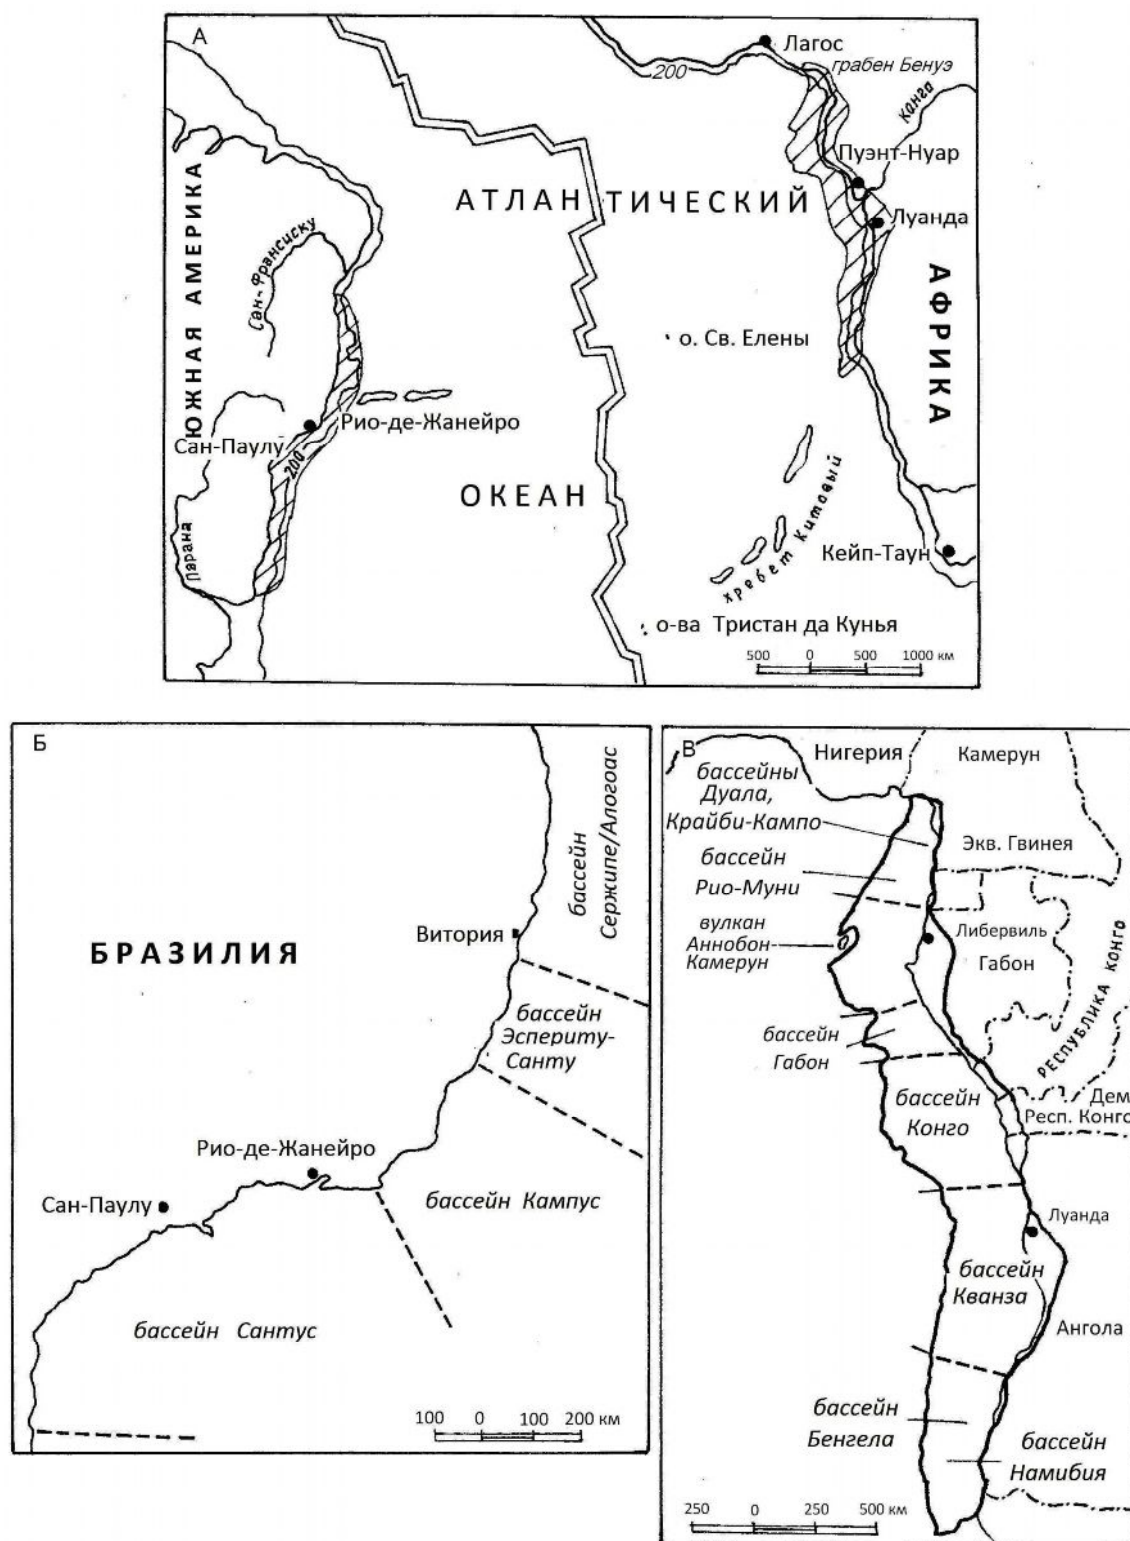 А
Лагос
200
грабен Бенуэ
Канга
Пуэнт-Нуар
АТЛАНТИЧЕСКИЙ
Луанда
ЮЖНАЯ АМЕРИКА
Сан-Франсиску
АФРИКА
о. Св. Елены
Рио-де-Жанейро
Сан-Паулу
200
ОКЕАН
хребет Китовый
Парана
Кейп-Таун
о-ва Тристан да Кунья
500 0 500 1000 км
Б
бассейн
Сержипе/Алогоас
Витория
БРАЗИЛИЯ
бассейн
Эспериту-
Санту
Рио-де-Жанейро
Сан-Паулу
бассейн Кампус
бассейн Сантус
100 0 100 200 км
В
Нигерия
Камерун
бассейны
Дуала,
Крайби-Кампо
Экв. Гвинея
бассейн
Рио-Муни
вулкан
Аннобон-
Камерун
Либервиль
Габон
РЕСПУБЛИКА КОНГО
бассейн
Габон
бассейн
Конго
Дем
Респ. Конго
Луанда
бассейн
Кванза
Ангола
бассейн
Бенгела
бассейн
Намибия
250 0 250 500 км